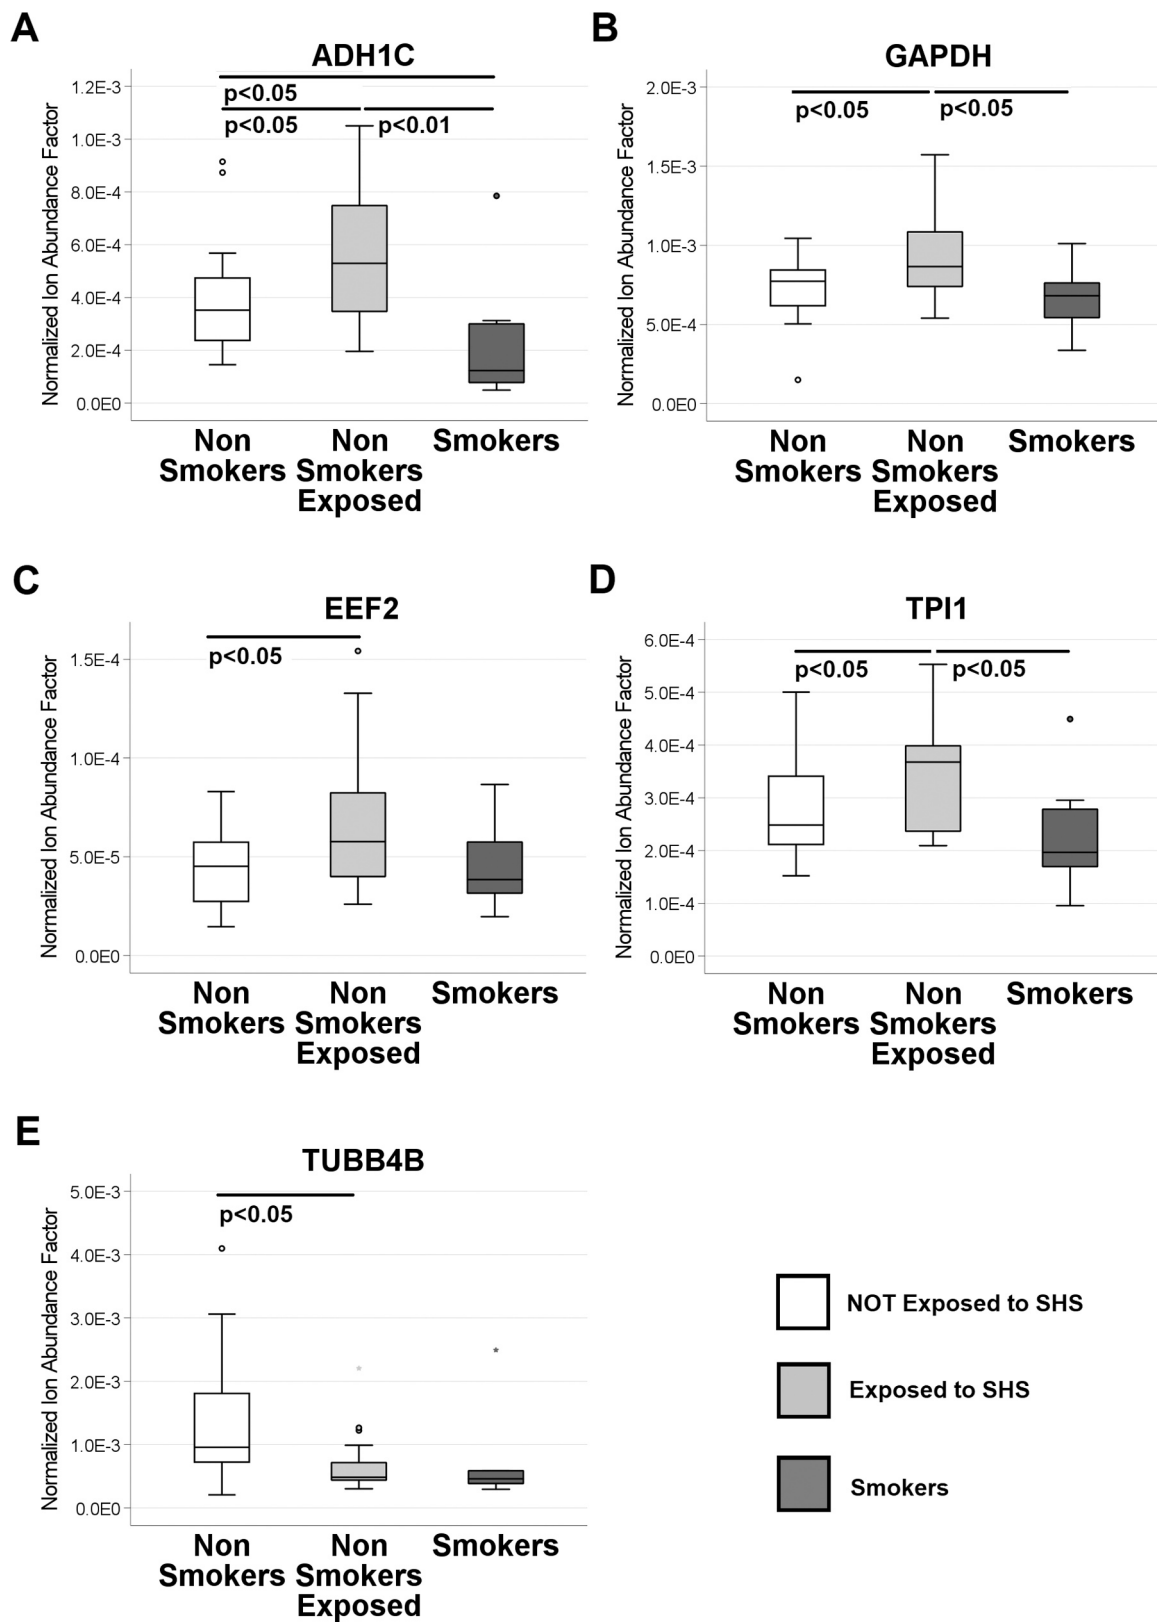 A
ADH1C
Normalized Ion Abundance Factor
1.2E-3
1.0E-3
8.0E-4
6.0E-4
4.0E-4
2.0E-4
0.0E0
p<0.05
p<0.05
p<0.01
Non
Smokers
Non
Smokers
Exposed
Smokers
B
GAPDH
Normalized Ion Abundance Factor
2.0E-3
1.5E-3
1.0E-3
5.0E-4
0.0E0
p<0.05
p<0.05
Non
Smokers
Non
Smokers
Exposed
Smokers
C
EEF2
Normalized Ion Abundance Factor
1.5E-4
1.0E-4
5.0E-5
0.0E0
p<0.05
Non
Smokers
Non
Smokers
Exposed
Smokers
D
TPI1
Normalized Ion Abundance Factor
6.0E-4
5.0E-4
4.0E-4
3.0E-4
2.0E-4
1.0E-4
0.0E0
p<0.05
p<0.05
Non
Smokers
Non
Smokers
Exposed
Smokers
E
TUBB4B
Normalized Ion Abundance Factor
5.0E-3
4.0E-3
3.0E-3
2.0E-3
1.0E-3
0.0E0
p<0.05
Non
Smokers
Non
Smokers
Exposed
Smokers
NOT Exposed to SHS
Exposed to SHS
Smokers